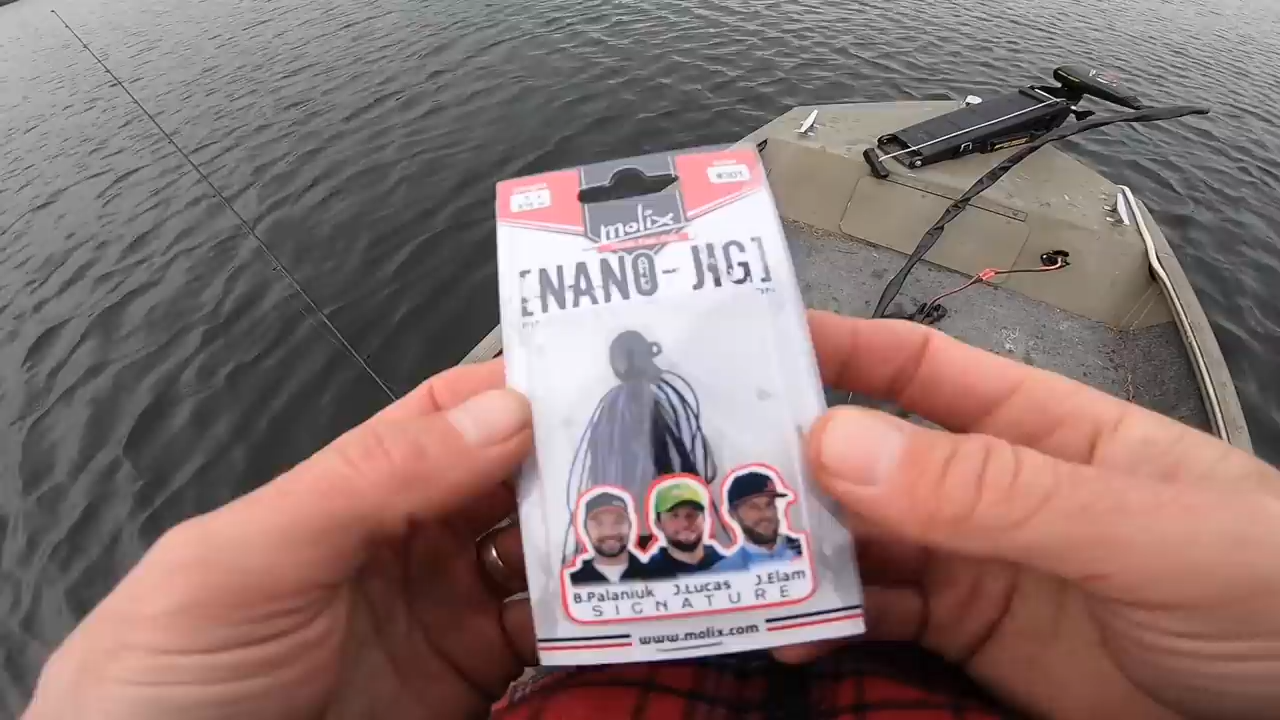 molix
[NANO-JIG]
B.Palaniuk J.Lucas J.Elam
SIGNATURE
www.molix.com